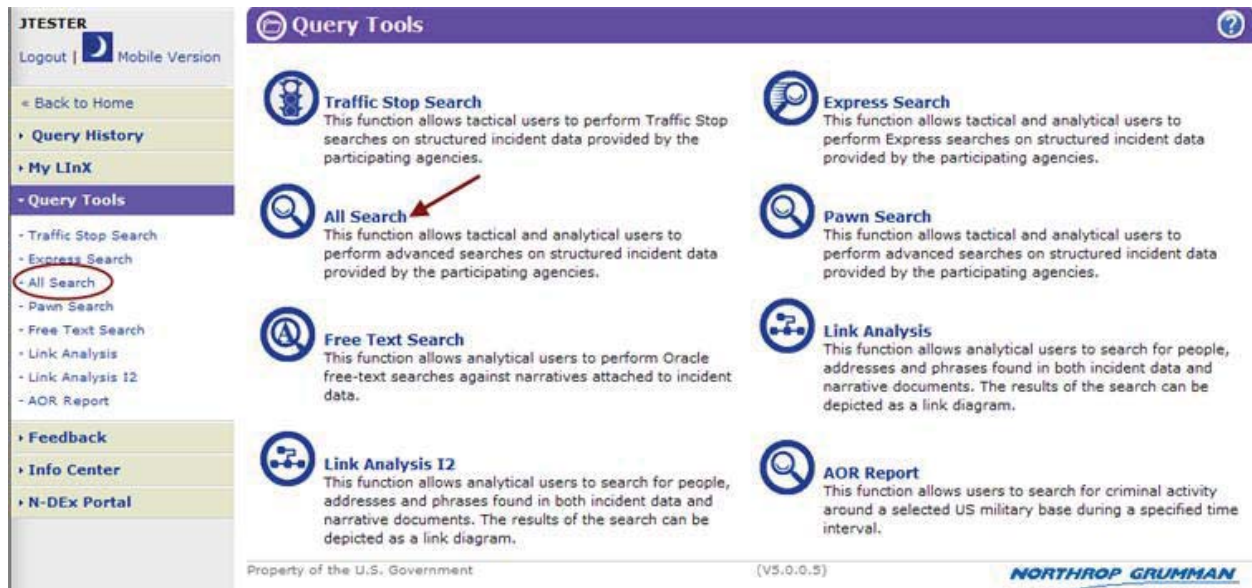 JTESTER
Logout | Mobile Version
« Back to Home
Query History
My LInX
- Query Tools
- Traffic Stop Search
- Express Search
- All Search
- Pawn Search
- Free Text Search
- Link Analysis
- Link Analysis I2
- AOR Report
Feedback
Info Center
N-DEx Portal
Query Tools
?
Traffic Stop Search
This function allows tactical users to perform Traffic Stop
searches on structured incident data provided by the
participating agencies.
Express Search
This function allows tactical and analytical users to
perform Express searches on structured incident data
provided by the participating agencies.
All Search
This function allows tactical and analytical users to
perform advanced searches on structured incident data
provided by the participating agencies.
Pawn Search
This function allows tactical and analytical users to
perform advanced searches on structured incident data
provided by the participating agencies.
A
Free Text Search
This function allows analytical users to perform Oracle
free-text searches against narratives attached to incident
data.
Link Analysis
This function allows analytical users to search for people,
addresses and phrases found in both incident data and
narrative documents. The results of the search can be
depicted as a link diagram.
Link Analysis I2
This function allows analytical users to search for people,
addresses and phrases found in both incident data and
narrative documents. The results of the search can be
depicted as a link diagram.
AOR Report
This function allows users to search for criminal activity
around a selected US military base during a specified time
interval.
Property of the U.S. Government
(V5.0.0.5)
NORTHROP GRUMMAN